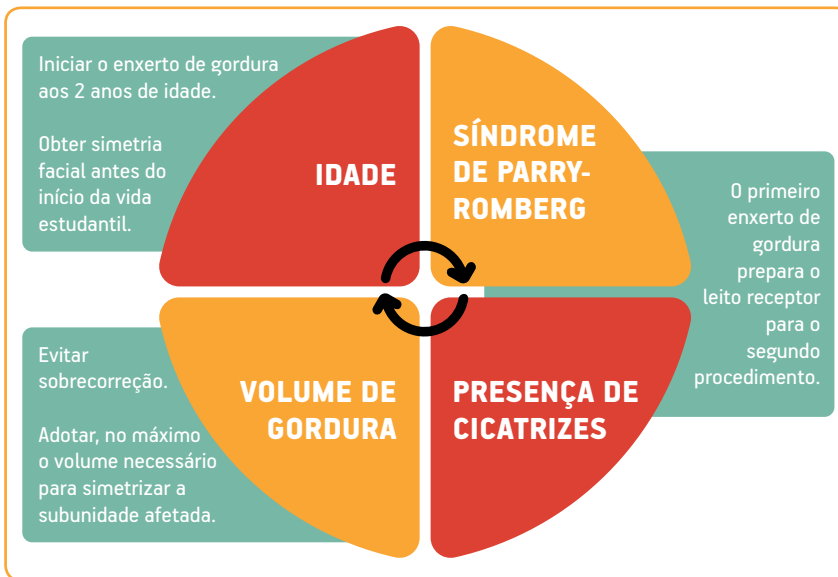 Iniciar o enxerto de gordura
aos 2 anos de idade.
Obter simetria
facial antes do
início da vida
estudantil.
IDADE
SÍNDROME
DE PARRY-
ROMBERG
O primeiro
enxerto de
gordura
prepara o
leito receptor
para o
segundo
procedimento.
Evitar
sobrecorreção.
Adotar, no máximo
o volume necessário
para simetrizar a
subunidade afetada.
VOLUME DE
GORDURA
PRESENÇA DE
CICATRIZES